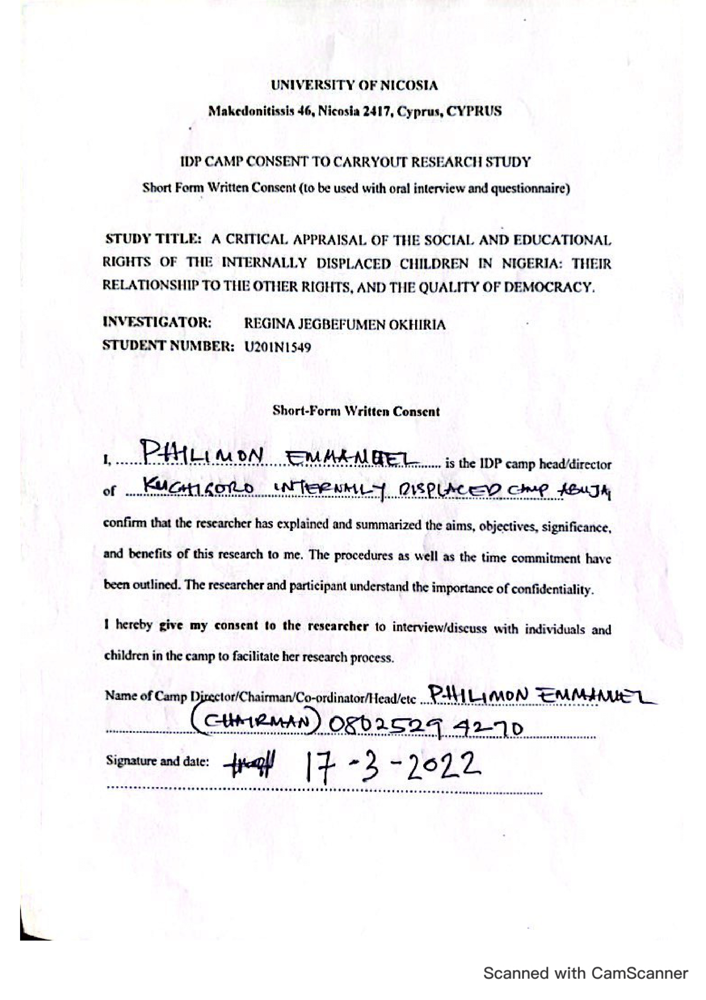 UNIVERSITY OF NICOSIA
Makedonitissis 46, Nicosia 2417, Cyprus, CYPRUS
IDP CAMP CONSENT TO CARRYOUT RESEARCH STUDY
Short Form Written Consent (to be used with oral interview and questionnaire)
STUDY TITLE: A CRITICAL APPRAISAL OF THE SOCIAL AND EDUCATIONAL
RIGHTS OF THE INTERNALLY DISPLACED CHILDREN IN NIGERIA: THEIR
RELATIONSHIP TO THE OTHER RIGHTS, AND THE QUALITY OF DEMOCRACY.
INVESTIGATOR: REGINA JEGBEFUMEN OKHIRIA
STUDENT NUMBER: U201N1549
Short-Form Written Consent
I, PHILIMON EMMANUEL is the IDP camp head/director
of KUCHIGORO INTERNALLY DISPLACED CAMP ABUJA,
confirm that the researcher has explained and summarized the aims, objectives, significance,
and benefits of this research to me. The procedures as well as the time commitment have
been outlined. The researcher and participant understand the importance of confidentiality.
I hereby give my consent to the researcher to interview/discuss with individuals and
children in the camp to facilitate her research process.
Name of Camp Director/Chairman/Co-ordinator/Head/etc PHILIMON EMMANUEL
(CHAIRMAN) 08025294270
Signature and date: 17-3-2022
Scanned with CamScanner